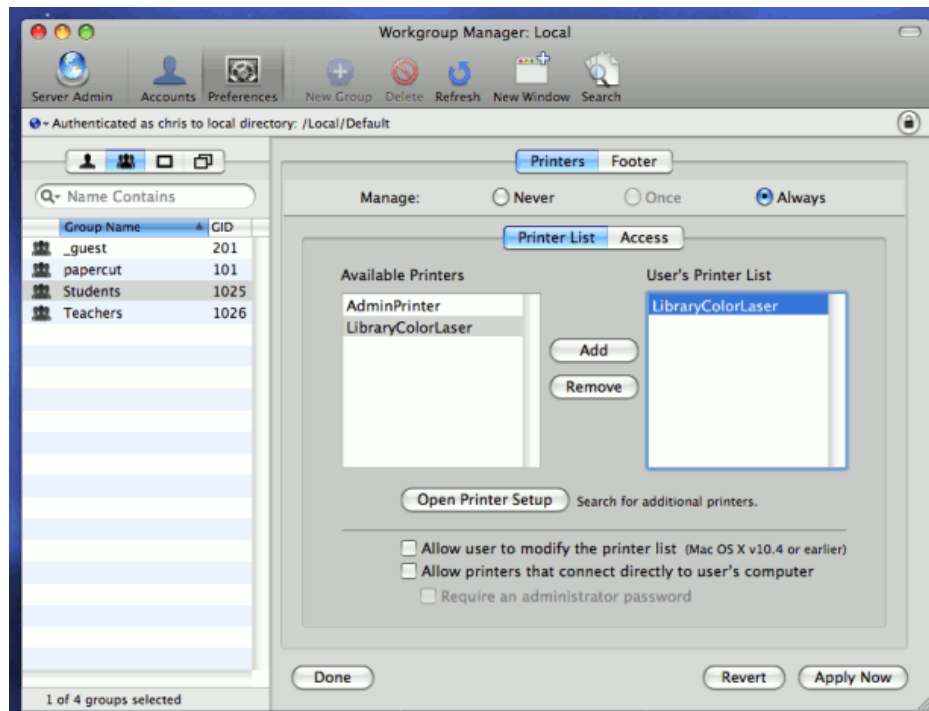 Workgroup Manager: Local
Server Admin Accounts Preferences New Group Delete Refresh New Window Search
Authenticated as chris to local directory: /Local/Default
Name Contains
Group Name GID
_guest 201
papercut 101
Students 1025
Teachers 1026
1 of 4 groups selected
Printers Footer
Manage: Never Once Always
Printer List Access
Available Printers
AdminPrinter
LibraryColorLaser
Add
Remove
User's Printer List
LibraryColorLaser
Open Printer Setup Search for additional printers.
Allow user to modify the printer list (Mac OS X v10.4 or earlier)
Allow printers that connect directly to user's computer
Require an administrator password
Done Revert Apply Now